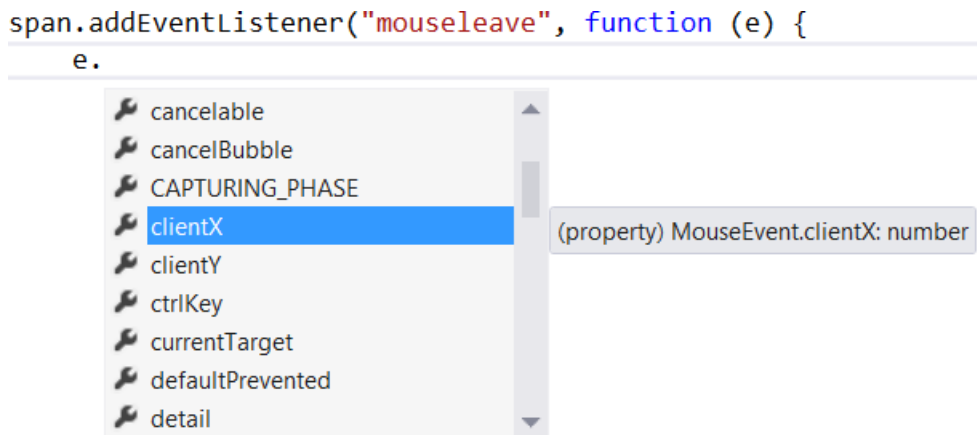 span.addEventListener("mouseleave", function (e) {
e.
cancelable
cancelBubble
CAPTURING_PHASE
clientX
(property) MouseEvent.clientX: number
clientY
ctrlKey
currentTarget
defaultPrevented
detail